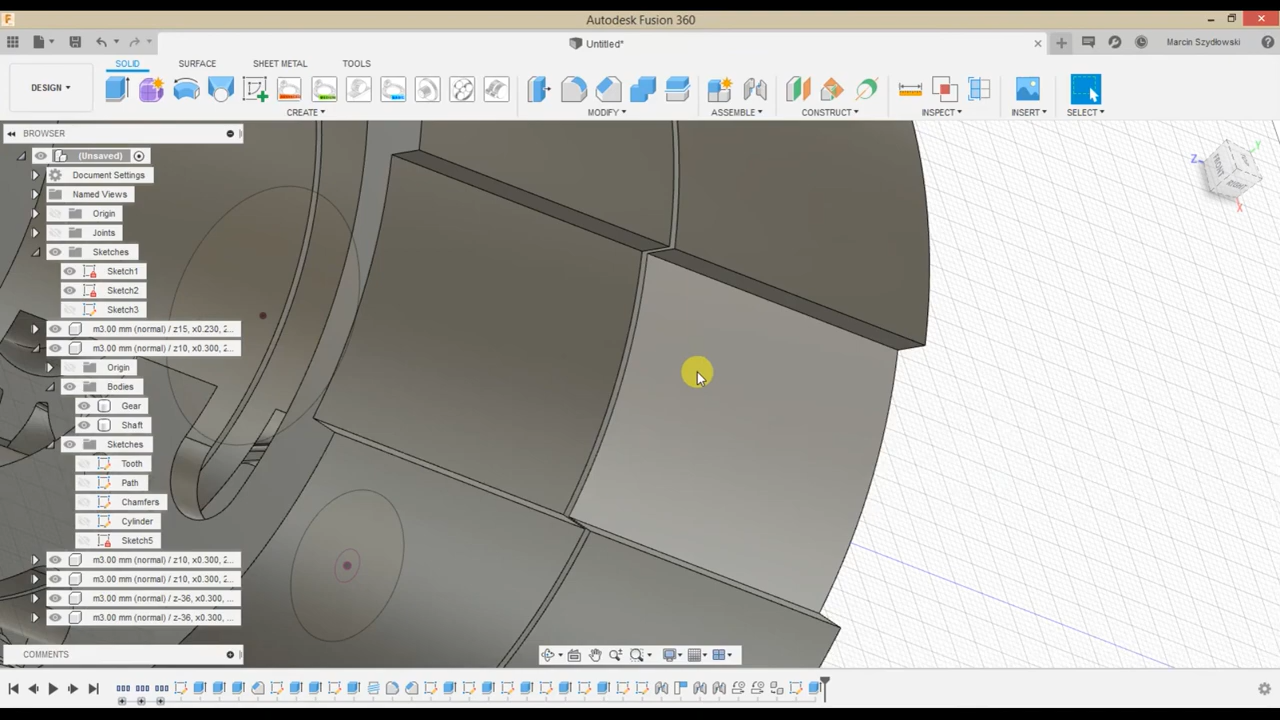 Autodesk Fusion 360
Untitled*
Marcin Szydłowski
SOLID SURFACE SHEET METAL TOOLS
DESIGN
CREATE MODIFY ASSEMBLE CONSTRUCT INSPECT INSERT SELECT
BROWSER
(Unsaved)
Document Settings
Named Views
Origin
Joints
Sketches
Sketch1
Sketch2
Sketch3
m3.00 mm (normal) / z15, x0.230, 2...
m3.00 mm (normal) / z10, x0.300, 2...
Origin
Bodies
Gear
Shaft
Sketches
Tooth
Path
Chamfers
Cylinder
Sketch5
m3.00 mm (normal) / z10, x0.300, 2...
m3.00 mm (normal) / z10, x0.300, 2...
m3.00 mm (normal) / z-36, x0.300, ...
m3.00 mm (normal) / z-36, x0.300, ...
COMMENTS
Z
Y
FRONT
X